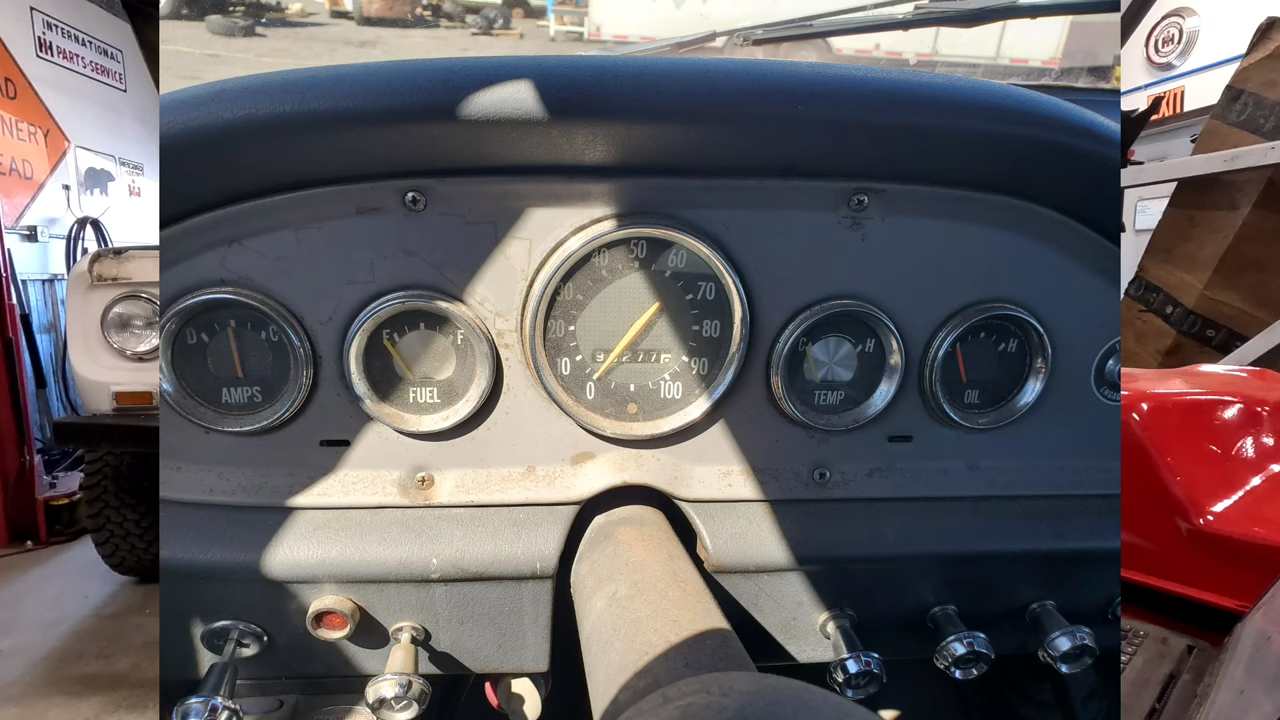 INTERNATIONAL
IH PARTS-SERVICE
NERY
EAD
EXIT
D C
AMPS
E F
FUEL
0 10 20 30 40 50 60 70 80 90 100
C H
TEMP
H
OIL